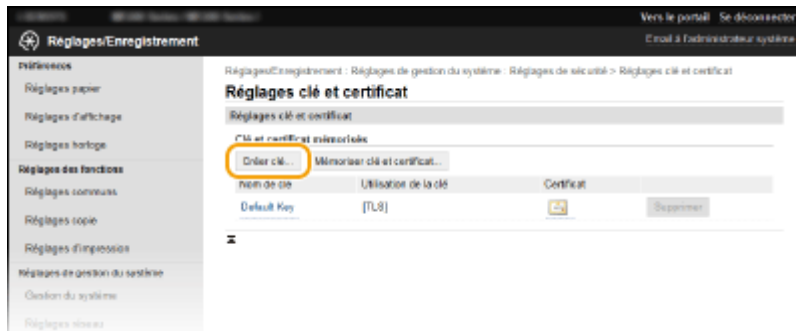 Vers le portail Se déconnecter
Réglages/Enregistrement
Email à l'administrateur système
Préférences
Réglages papier
Réglages d'affichage
Réglages horloge
Réglages des fonctions
Réglages communs
Réglages copie
Réglages d'impression
Réglages de gestion du système
Gestion du système
Réglages réseau
Réglages/Enregistrement : Réglages de gestion du système : Réglages de sécurité > Réglages clé et certificat
Réglages clé et certificat
Réglages clé et certificat
Clé et certificat mémorisés
Créer clé... Mémoriser clé et certificat...
Nom de clé Utilisation de la clé Certificat
Default Key [TLS] Supprimer